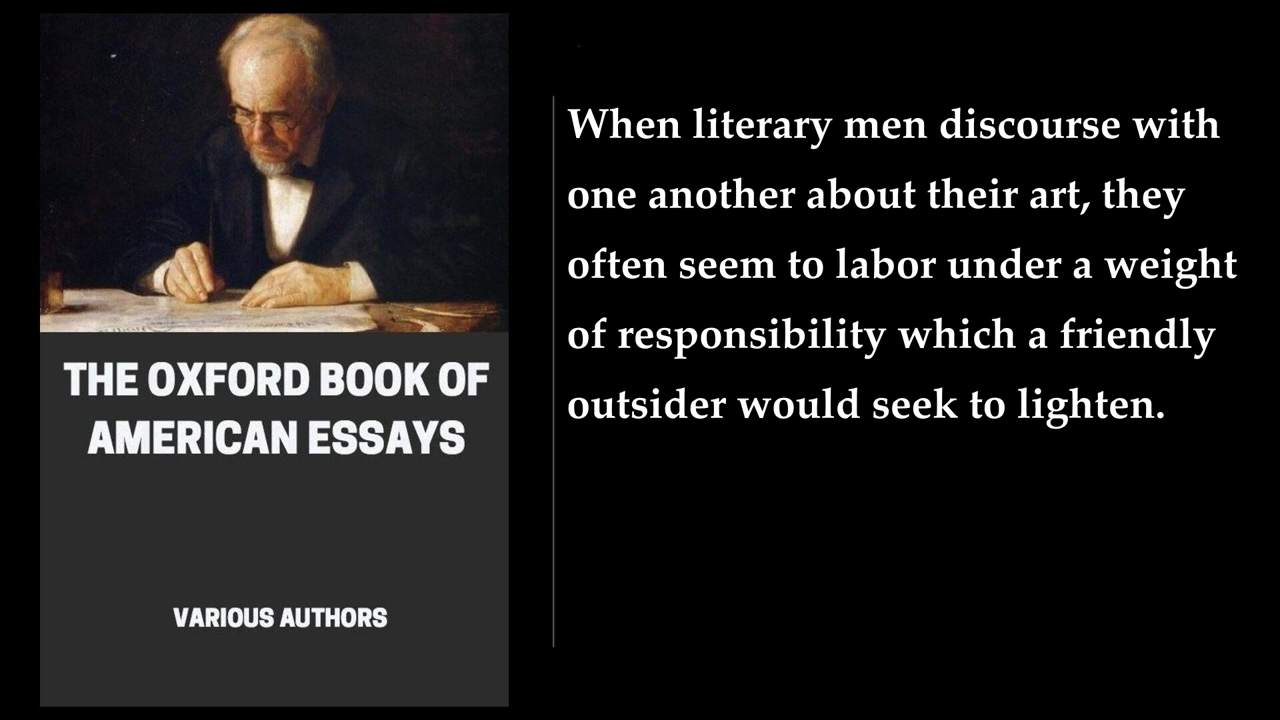 THE OXFORD BOOK OF
AMERICAN ESSAYS
VARIOUS AUTHORS
When literary men discourse with
one another about their art, they
often seem to labor under a weight
of responsibility which a friendly
outsider would seek to lighten.